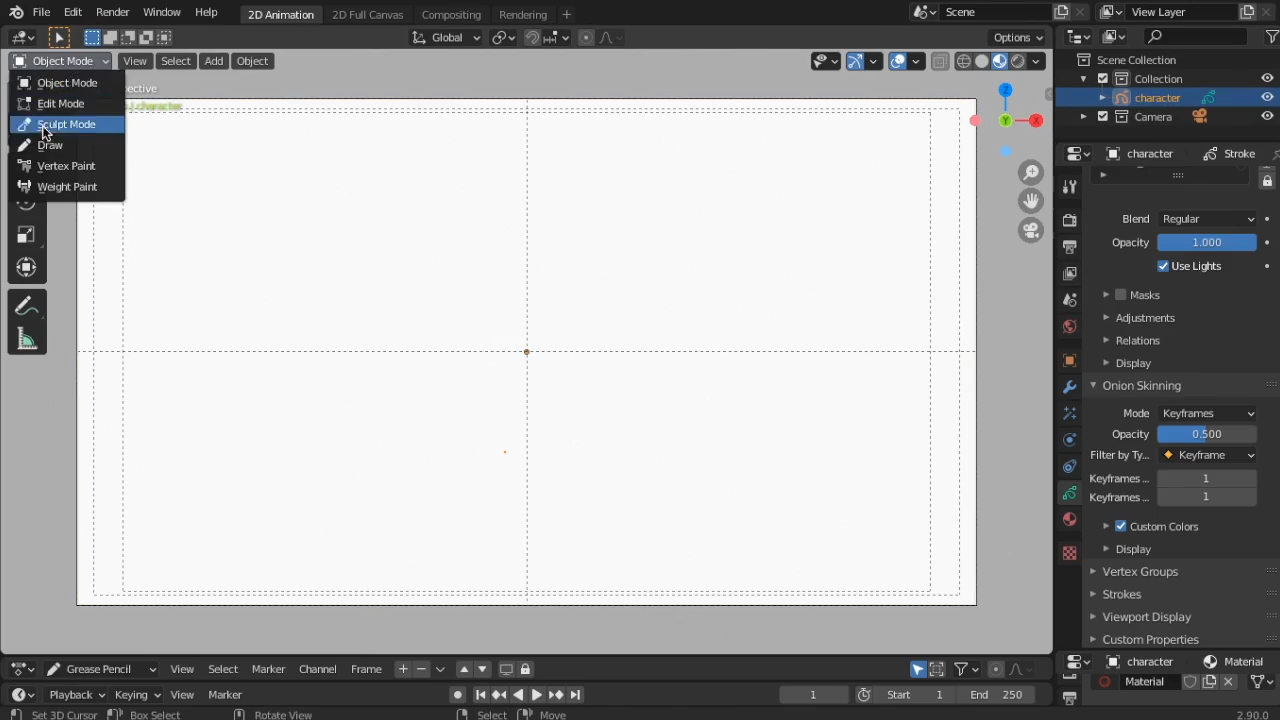 File Edit Render Window Help 2D Animation 2D Full Canvas Compositing Rendering + Scene View Layer
Global Options
Object Mode View Select Add Object
Object Mode
Edit Mode
Sculpt Mode
Draw
Vertex Paint
Weight Paint
Z
Y
X
Scene Collection
Collection
character
Camera
character Stroke
Blend Regular
Opacity 1.000
Use Lights
Masks
Adjustments
Relations
Display
Onion Skinning
Mode Keyframes
Opacity 0.500
Filter by Ty... Keyframe
Keyframes ... 1
Keyframes ... 1
Custom Colors
Display
Vertex Groups
Strokes
Viewport Display
Custom Properties
character Material
Material
Grease Pencil View Select Marker Channel Frame
Playback Keying View Marker 1 Start 1 End 250
Set 3D Cursor Box Select Rotate View Select Move 2.90.0